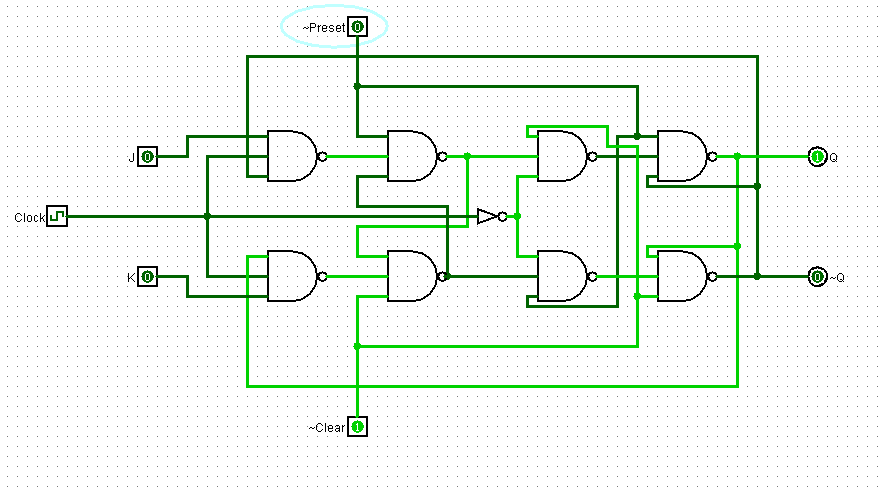 ~Preset 0
J 0
1 Q
Clock
K 0
0 ~Q
~Clear 1